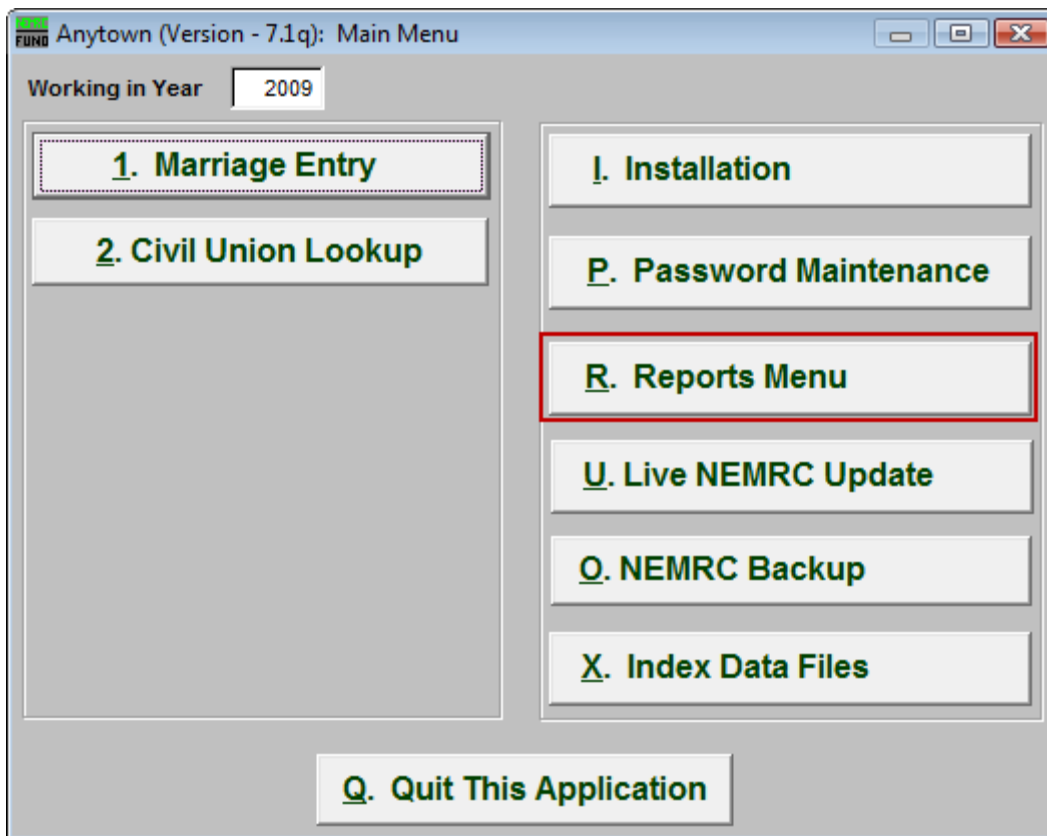 FUND Anytown (Version - 7.1q): Main Menu
Working in Year 2009
1. Marriage Entry
2. Civil Union Lookup
I. Installation
P. Password Maintenance
R. Reports Menu
U. Live NEMRC Update
O. NEMRC Backup
X. Index Data Files
Q. Quit This Application